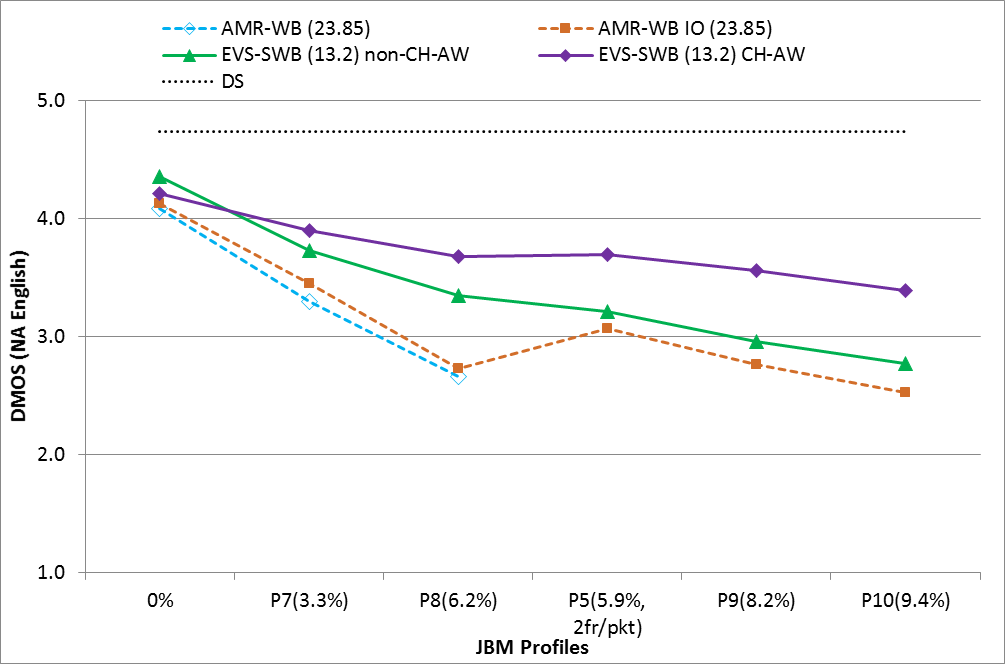 AMR-WB (23.85)
AMR-WB IO (23.85)
EVS-SWB (13.2) non-CH-AW
EVS-SWB (13.2) CH-AW
DS
5.0
4.0
3.0
2.0
1.0
DMOS (NA English)
0%
P7(3.3%)
P8(6.2%)
P5(5.9%,
2fr/pkt)
P9(8.2%)
P10(9.4%)
JBM Profiles